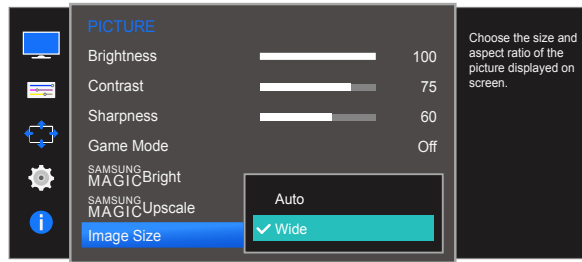 PICTURE
Brightness 100
Contrast 75
Sharpness 60
Game Mode Off
SAMSUNG
MAGICBright
SAMSUNG
MAGICUpscale
Image Size
Auto
Wide
Choose the size and
aspect ratio of the
picture displayed on
screen.